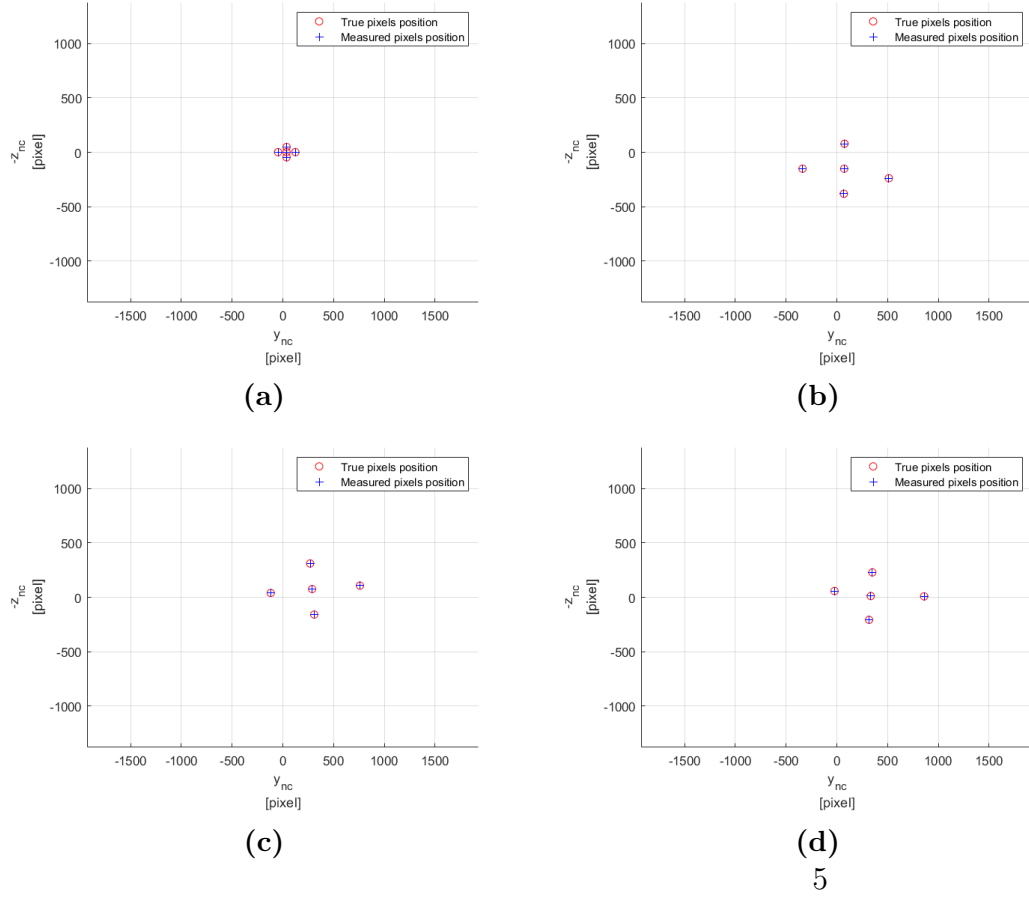 True pixels position
Measured pixels position
1000
500
0
-500
-1000
-z_nc
[pixel]
-1500 -1000 -500 0 500 1000 1500
y_nc
[pixel]
(a)
True pixels position
Measured pixels position
1000
500
0
-500
-1000
-z_nc
[pixel]
-1500 -1000 -500 0 500 1000 1500
y_nc
[pixel]
(b)
True pixels position
Measured pixels position
1000
500
0
-500
-1000
-z_nc
[pixel]
-1500 -1000 -500 0 500 1000 1500
y_nc
[pixel]
(c)
True pixels position
Measured pixels position
1000
500
0
-500
-1000
-z_nc
[pixel]
-1500 -1000 -500 0 500 1000 1500
y_nc
[pixel]
(d)
5